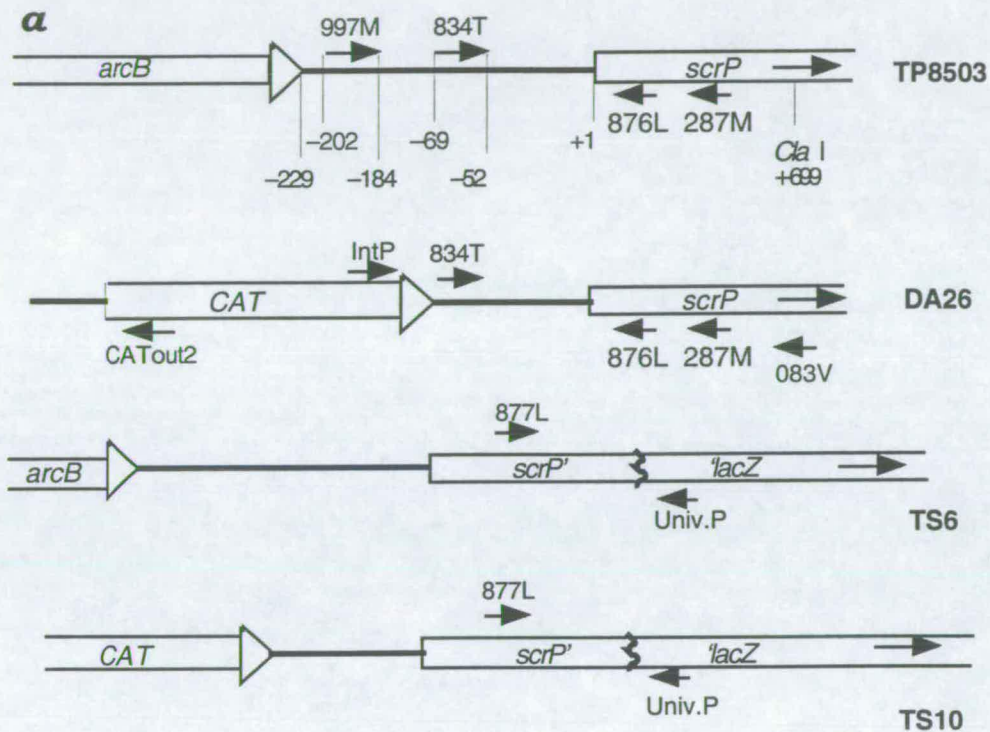 a
997M 834T
arcB scrP TP8503
876L 287M
−202 −69 +1 Cla I
−229 −184 −52 +699
IntP 834T
CAT scrP DA26
CATout2 876L 287M 083V
877L
arcB scrP' 'lacZ
Univ.P TS6
877L
CAT scrP' 'lacZ
Univ.P TS10